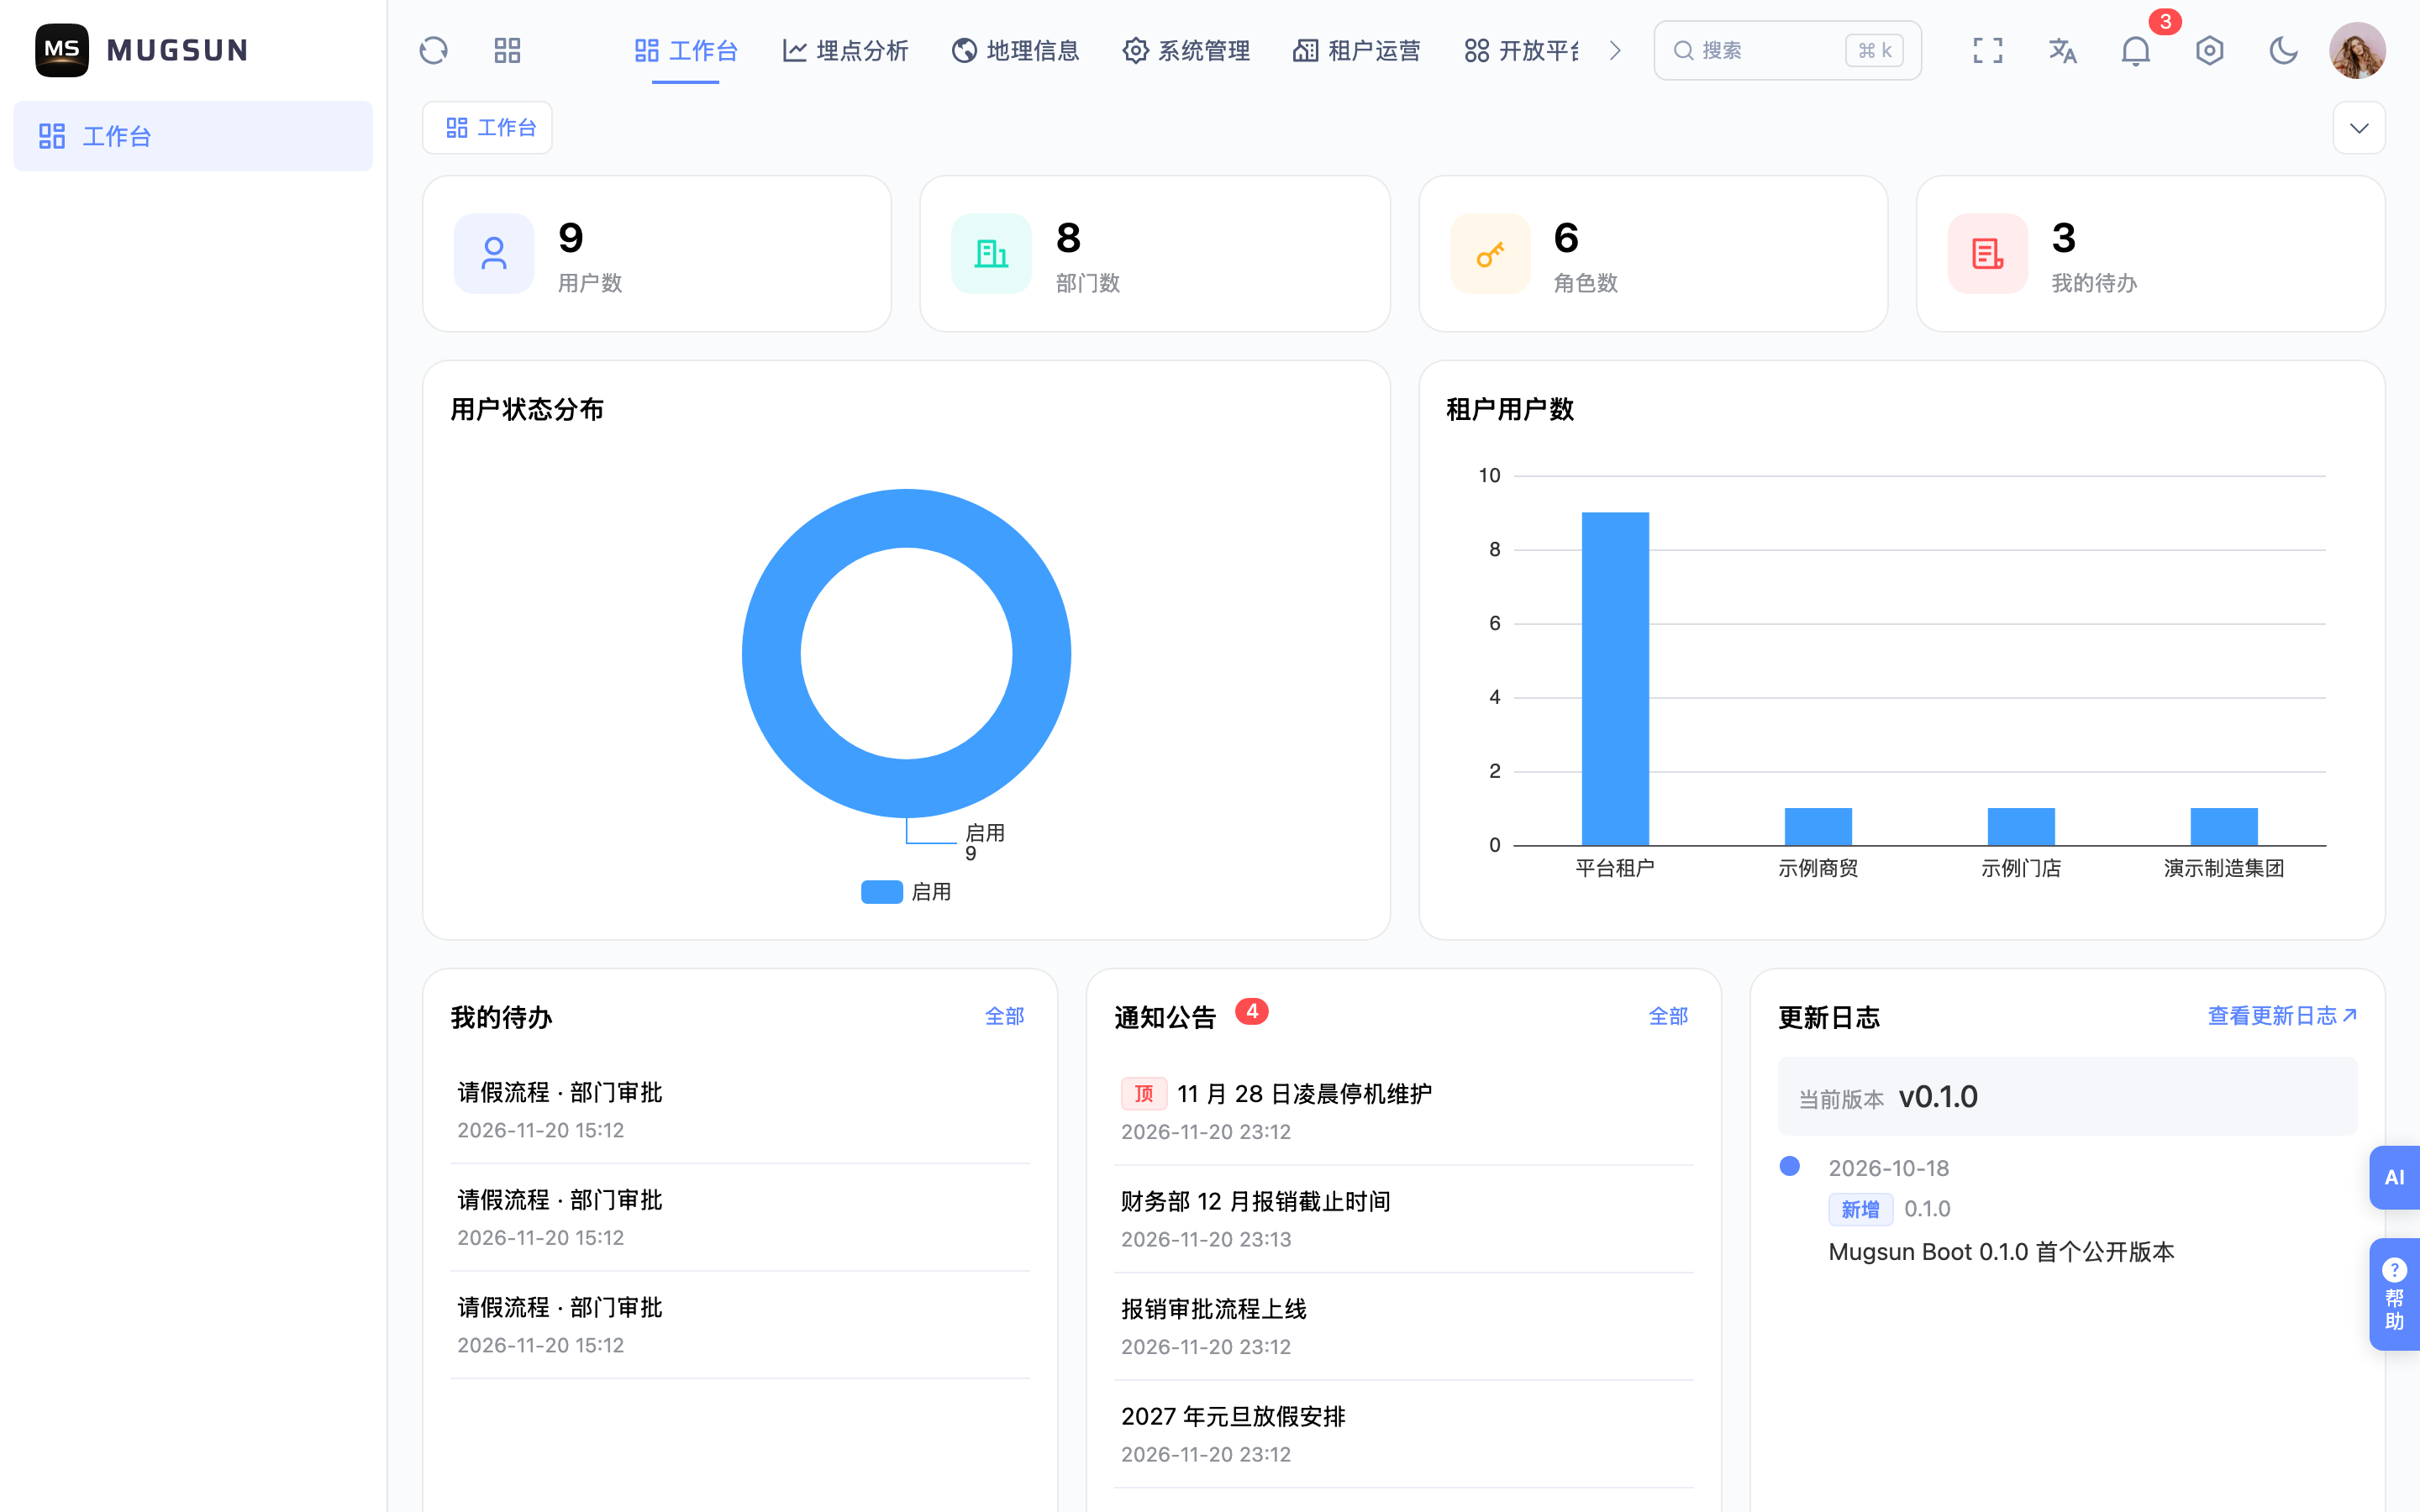 MS MUGSUN
工作台 埋点分析 地理信息 系统管理 租户运营 开放平台
搜索 ⌘ k
3
工作台
工作台
9
用户数
8
部门数
6
角色数
3
我的待办
用户状态分布
启用
9
启用
租户用户数
10
8
6
4
2
0
平台租户 示例商贸 示例门店 演示制造集团
我的待办 全部
请假流程 · 部门审批
2026-11-20 15:12
请假流程 · 部门审批
2026-11-20 15:12
请假流程 · 部门审批
2026-11-20 15:12
通知公告 4 全部
顶 11 月 28 日凌晨停机维护
2026-11-20 23:12
财务部 12 月报销截止时间
2026-11-20 23:13
报销审批流程上线
2026-11-20 23:12
2027 年元旦放假安排
2026-11-20 23:12
更新日志 查看更新日志
当前版本 v0.1.0
2026-10-18
新增 0.1.0
Mugsun Boot 0.1.0 首个公开版本
AI
?
帮
助